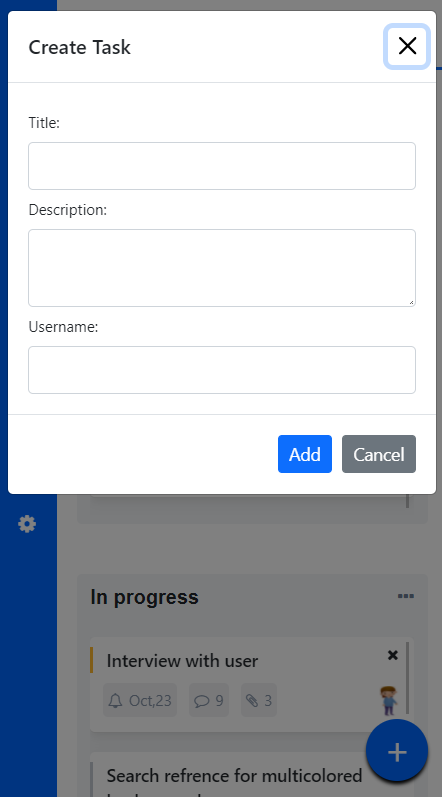 Create Task
Title:
Description:
Username:
Add Cancel
In progress
Interview with user
Oct,23 9 3
Search refrence for multicolored